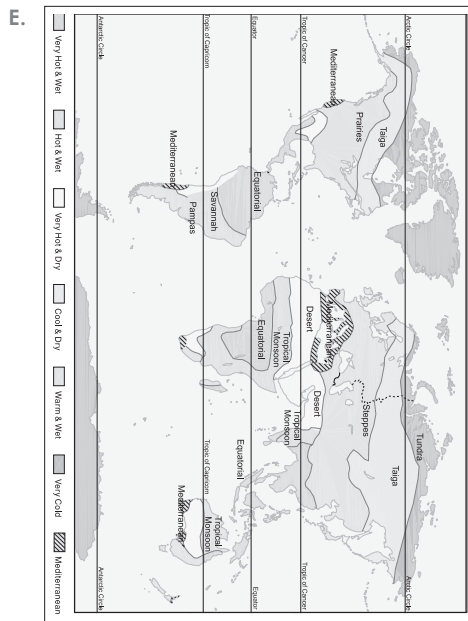 E.
Arctic Circle
Arctic Circle
Tundra
Taiga
Taiga
Prairies
Steppes
Mediterranean
Mediterranean
Desert
Desert
Tropic of Cancer
Tropic of Cancer
Tropical
Monsoon
Tropical
Monsoon
Equatorial
Equatorial
Equatorial
Equator
Equator
Savannah
Tropical
Monsoon
Tropic of Capricorn
Tropic of Capricorn
Mediterranean
Pampas
Mediterranean
Antarctic Circle
Antarctic Circle
Very Hot & Wet
Hot & Wet
Very Hot & Dry
Cool & Dry
Warm & Wet
Very Cold
Mediterranean